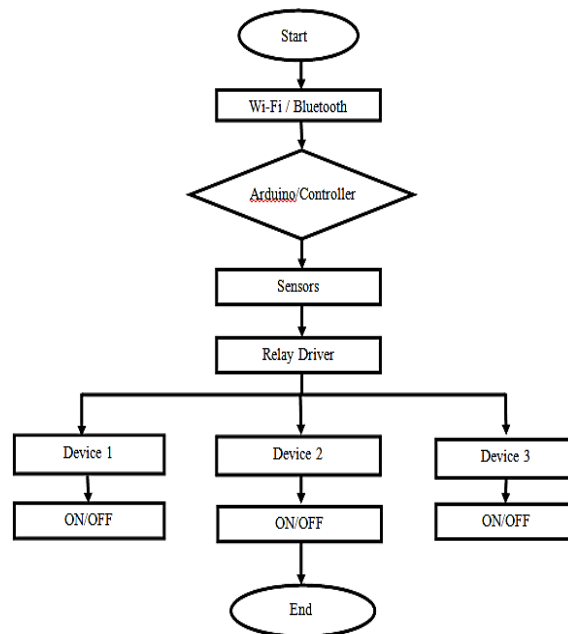 Start
Wi-Fi / Bluetooth
Arduino/Controller
Sensors
Relay Driver
Device 1
Device 2
Device 3
ON/OFF
ON/OFF
ON/OFF
End